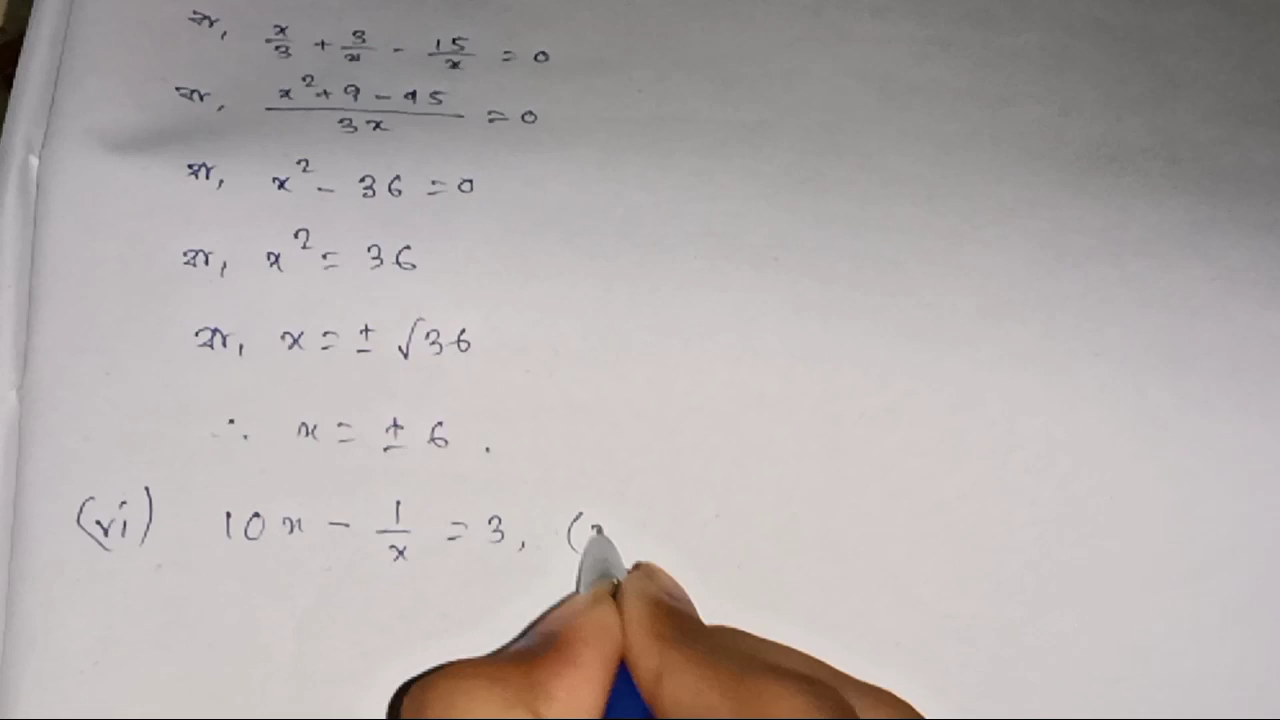 বা, x/3 + 3/x - 15/x = 0
বা, (x² + 9 - 45)/3x = 0
বা, x² - 36 = 0
বা, x² = 36
বা, x = ± √36
∴ x = ± 6.
(vi) 10x - 1/x = 3, (